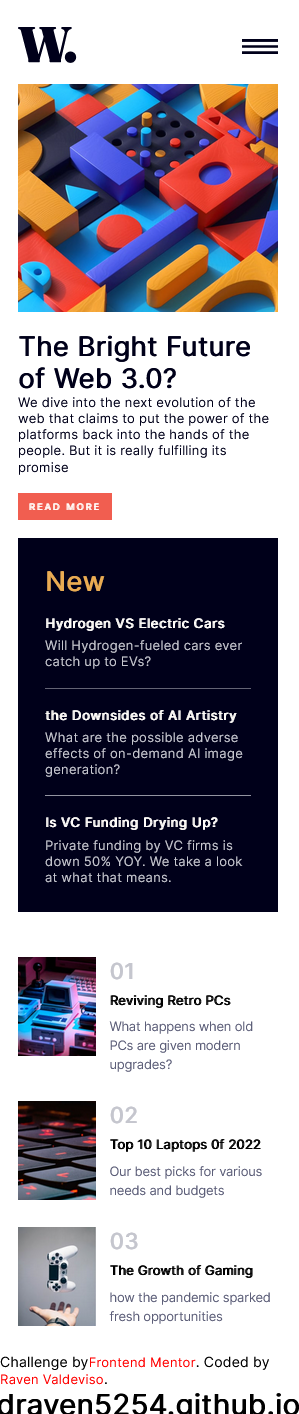 W.
The Bright Future
of Web 3.0?
We dive into the next evolution of the
web that claims to put the power of the
platforms back into the hands of the
people. But it is really fulfilling its
promise
READ MORE
New
Hydrogen VS Electric Cars
Will Hydrogen-fueled cars ever
catch up to EVs?
the Downsides of AI Artistry
What are the possible adverse
effects of on-demand AI image
generation?
Is VC Funding Drying Up?
Private funding by VC firms is
down 50% YOY. We take a look
at what that means.
01
Reviving Retro PCs
What happens when old
PCs are given modern
upgrades?
02
Top 10 Laptops 0f 2022
Our best picks for various
needs and budgets
03
The Growth of Gaming
how the pandemic sparked
fresh opportunities
Challenge byFrontend Mentor. Coded by
Raven Valdeviso.
draven5254.github.io